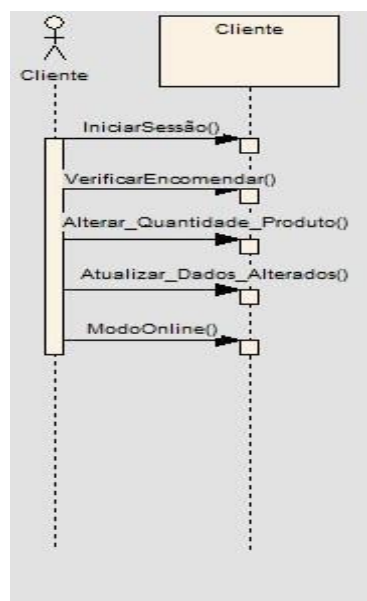 Cliente
Cliente
IniciarSessão()
VerificarEncomendar()
Alterar_Quantidade_Produto()
Atualizar_Dados_Alterados()
ModoOnline()